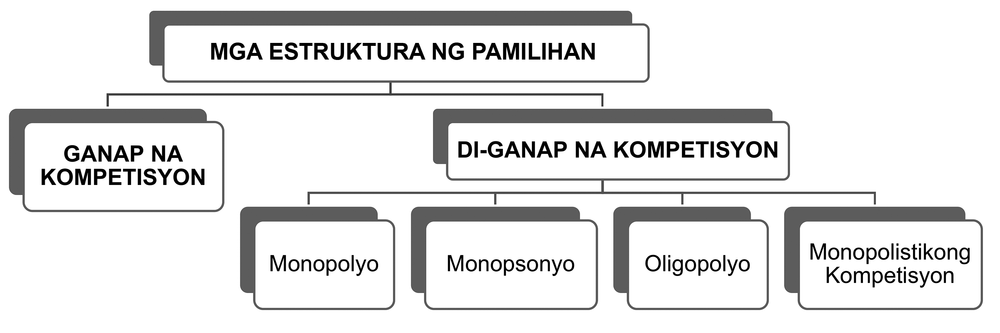 MGA ESTRUKTURA NG PAMILIHAN
GANAP NA
KOMPETISYON
DI-GANAP NA KOMPETISYON
Monopolyo
Monopsonyo
Oligopolyo
Monopolistikong
Kompetisyon